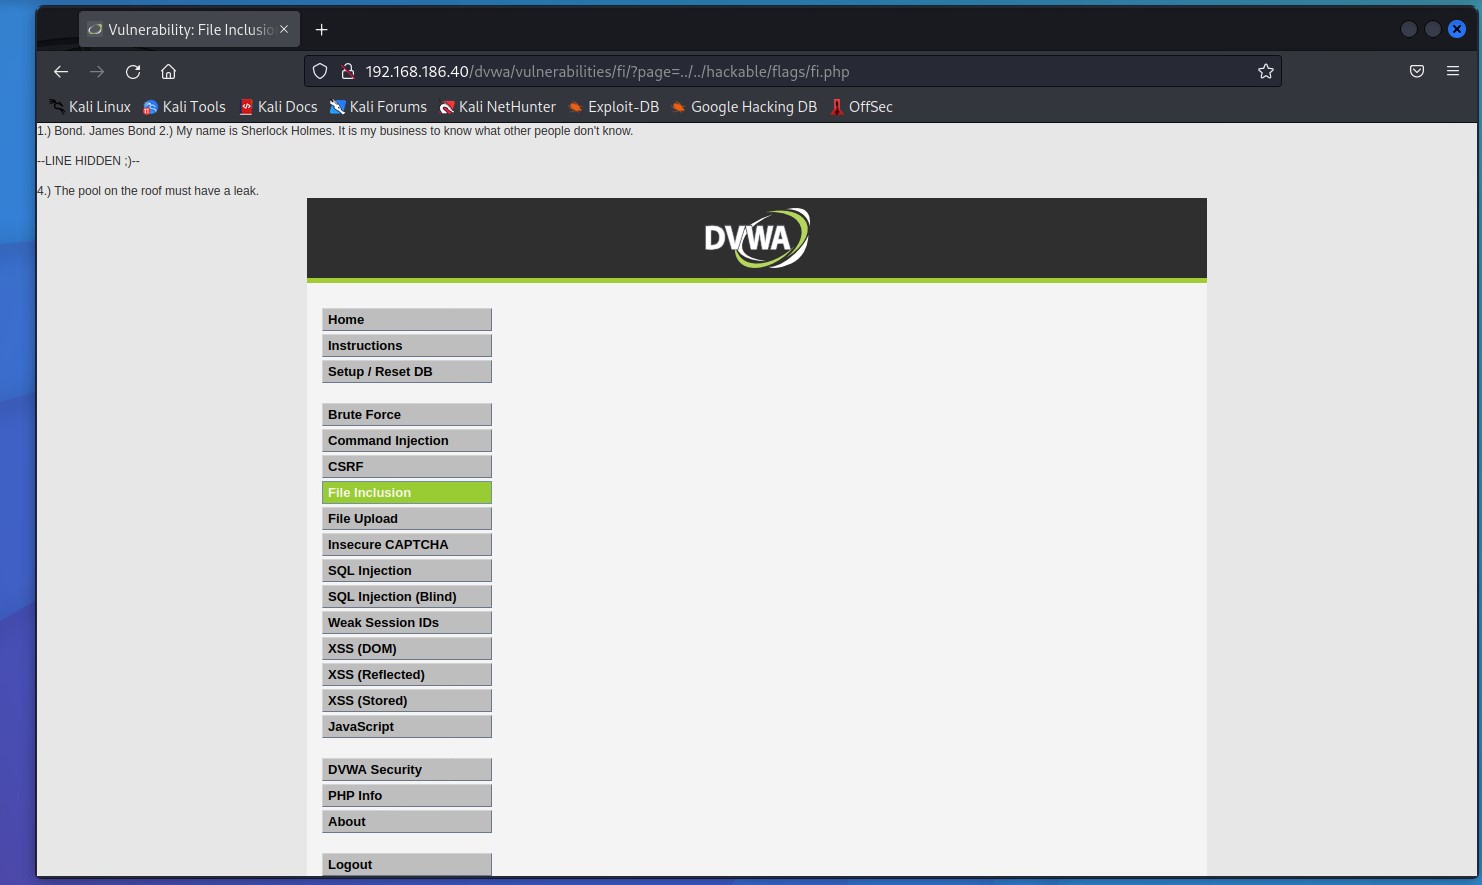 Vulnerability: File Inclusio
192.168.186.40/dvwa/vulnerabilities/fi/?page=../../hackable/flags/fi.php
Kali Linux Kali Tools Kali Docs Kali Forums Kali NetHunter Exploit-DB Google Hacking DB OffSec
1.) Bond. James Bond 2.) My name is Sherlock Holmes. It is my business to know what other people don't know.
--LINE HIDDEN ;)--
4.) The pool on the roof must have a leak.
DVWA
Home
Instructions
Setup / Reset DB
Brute Force
Command Injection
CSRF
File Inclusion
File Upload
Insecure CAPTCHA
SQL Injection
SQL Injection (Blind)
Weak Session IDs
XSS (DOM)
XSS (Reflected)
XSS (Stored)
JavaScript
DVWA Security
PHP Info
About
Logout